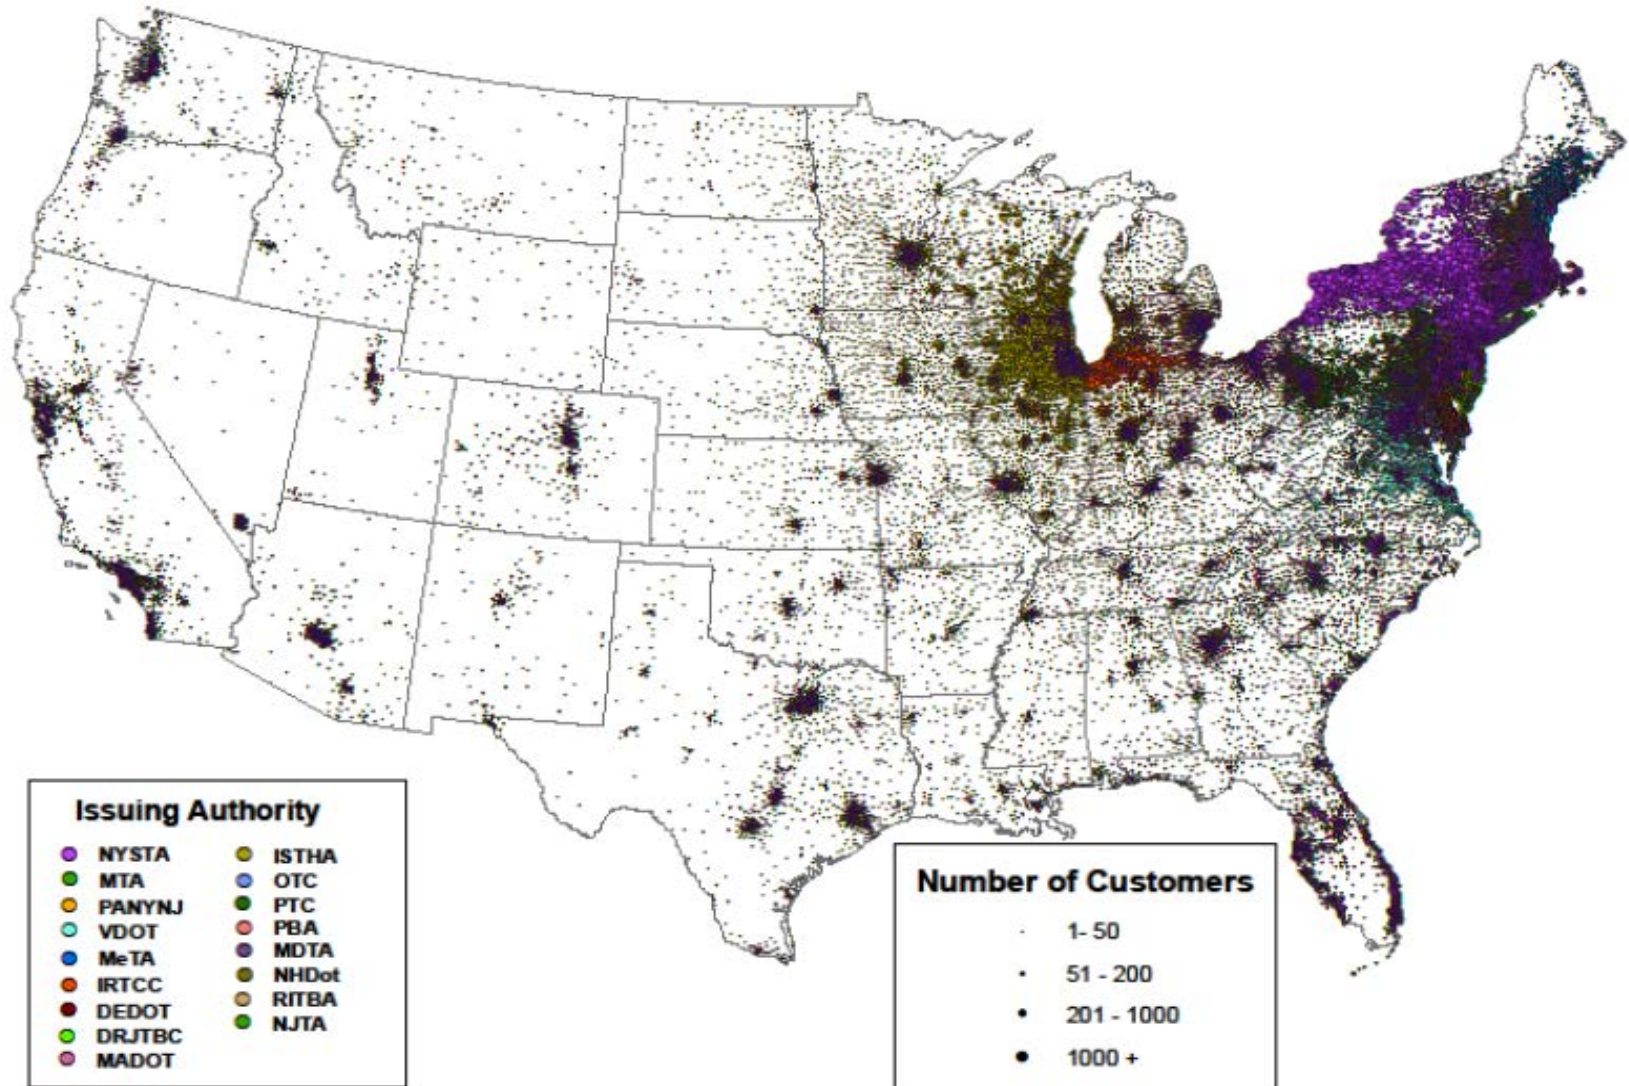 Issuing Authority
NYSTA
MTA
PANYNJ
VDOT
MeTA
IRTCC
DEDOT
DRJTBC
MADOT
ISTHA
OTC
PTC
PBA
MDTA
NHDot
RITBA
NJTA
Number of Customers
1- 50
51 - 200
201 - 1000
1000 +